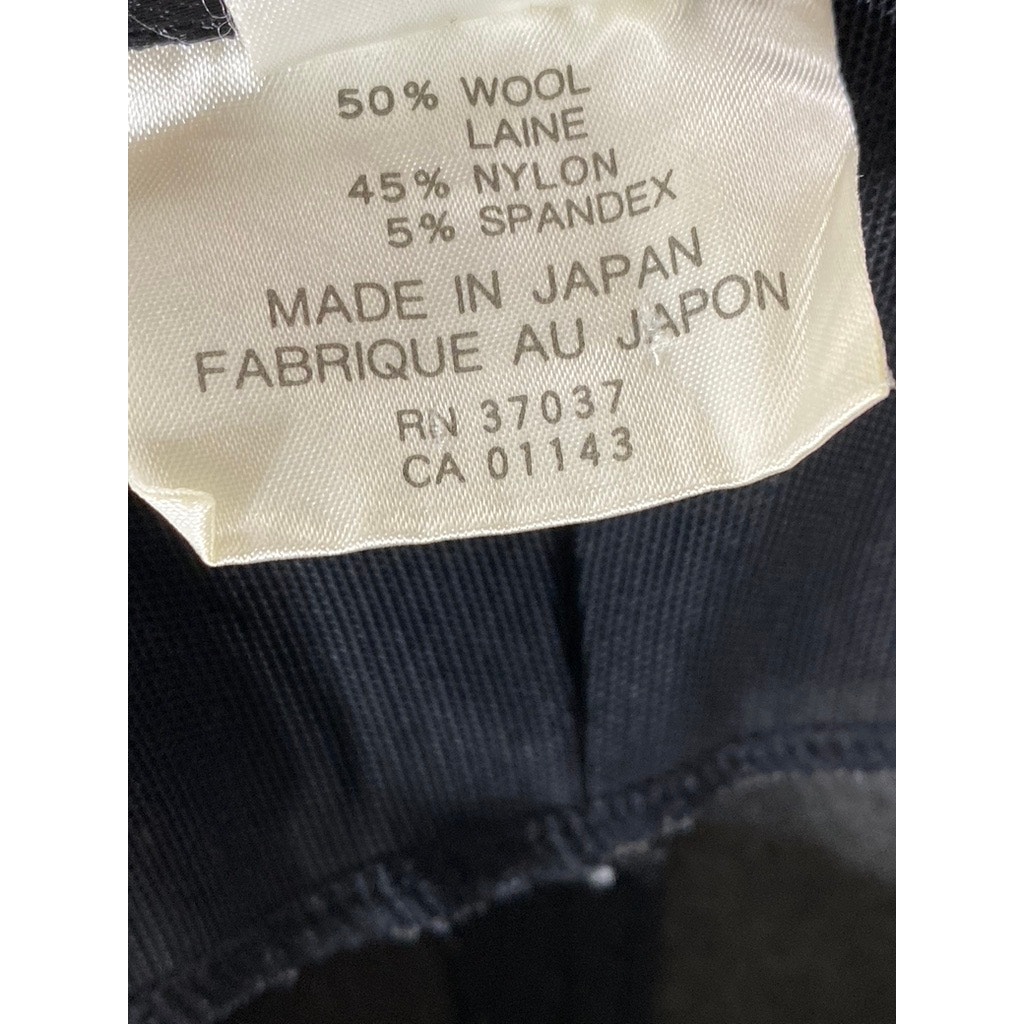 50% WOOL
LAINE
45% NYLON
5% SPANDEX
MADE IN JAPAN
FABRIQUE AU JAPON
RN 37037
CA 01143